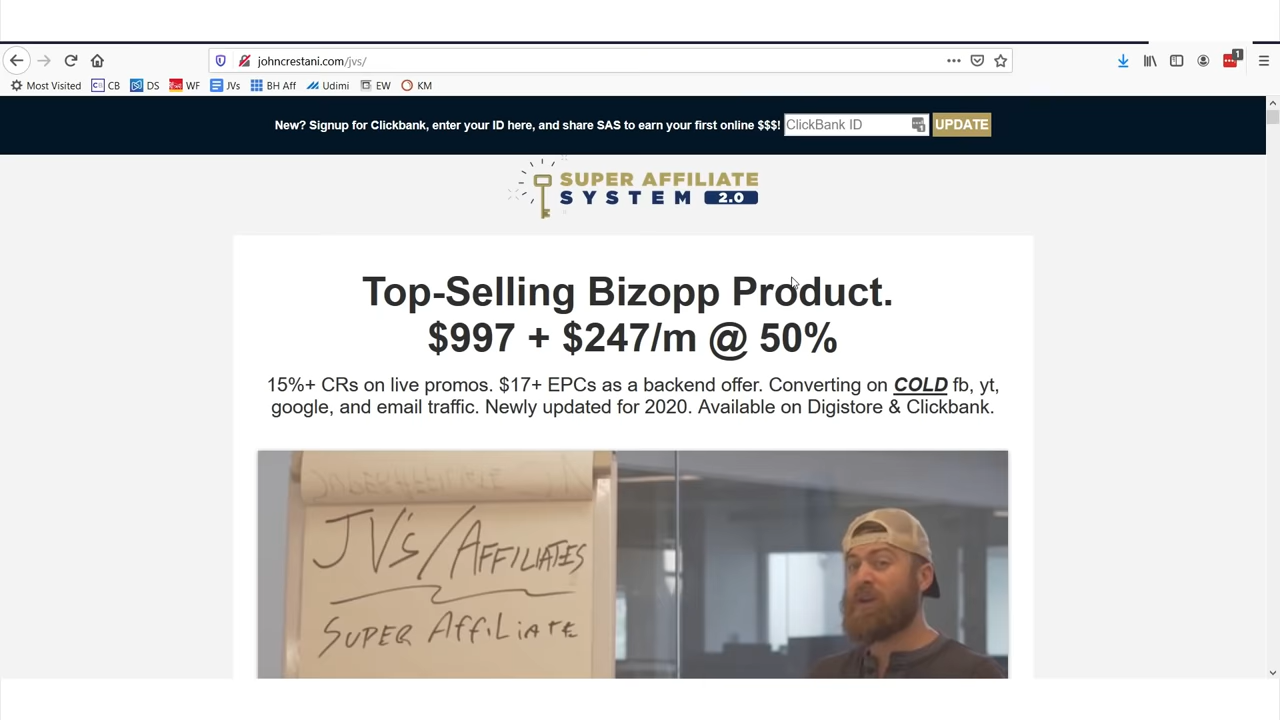 johncrestani.com/jvs/
1
Most Visited CB DS WF JVs BH Aff Udimi EW KM
New? Signup for Clickbank, enter your ID here, and share SAS to earn your first online $$$! ClickBank ID UPDATE
SUPER AFFILIATE
SYSTEM 2.0
Top-Selling Bizopp Product.
$997 + $247/m @ 50%
15%+ CRs on live promos. $17+ EPCs as a backend offer. Converting on COLD fb, yt,
google, and email traffic. Newly updated for 2020. Available on Digistore & Clickbank.
JV's/AFFILIATES
SUPER AFFILIATE